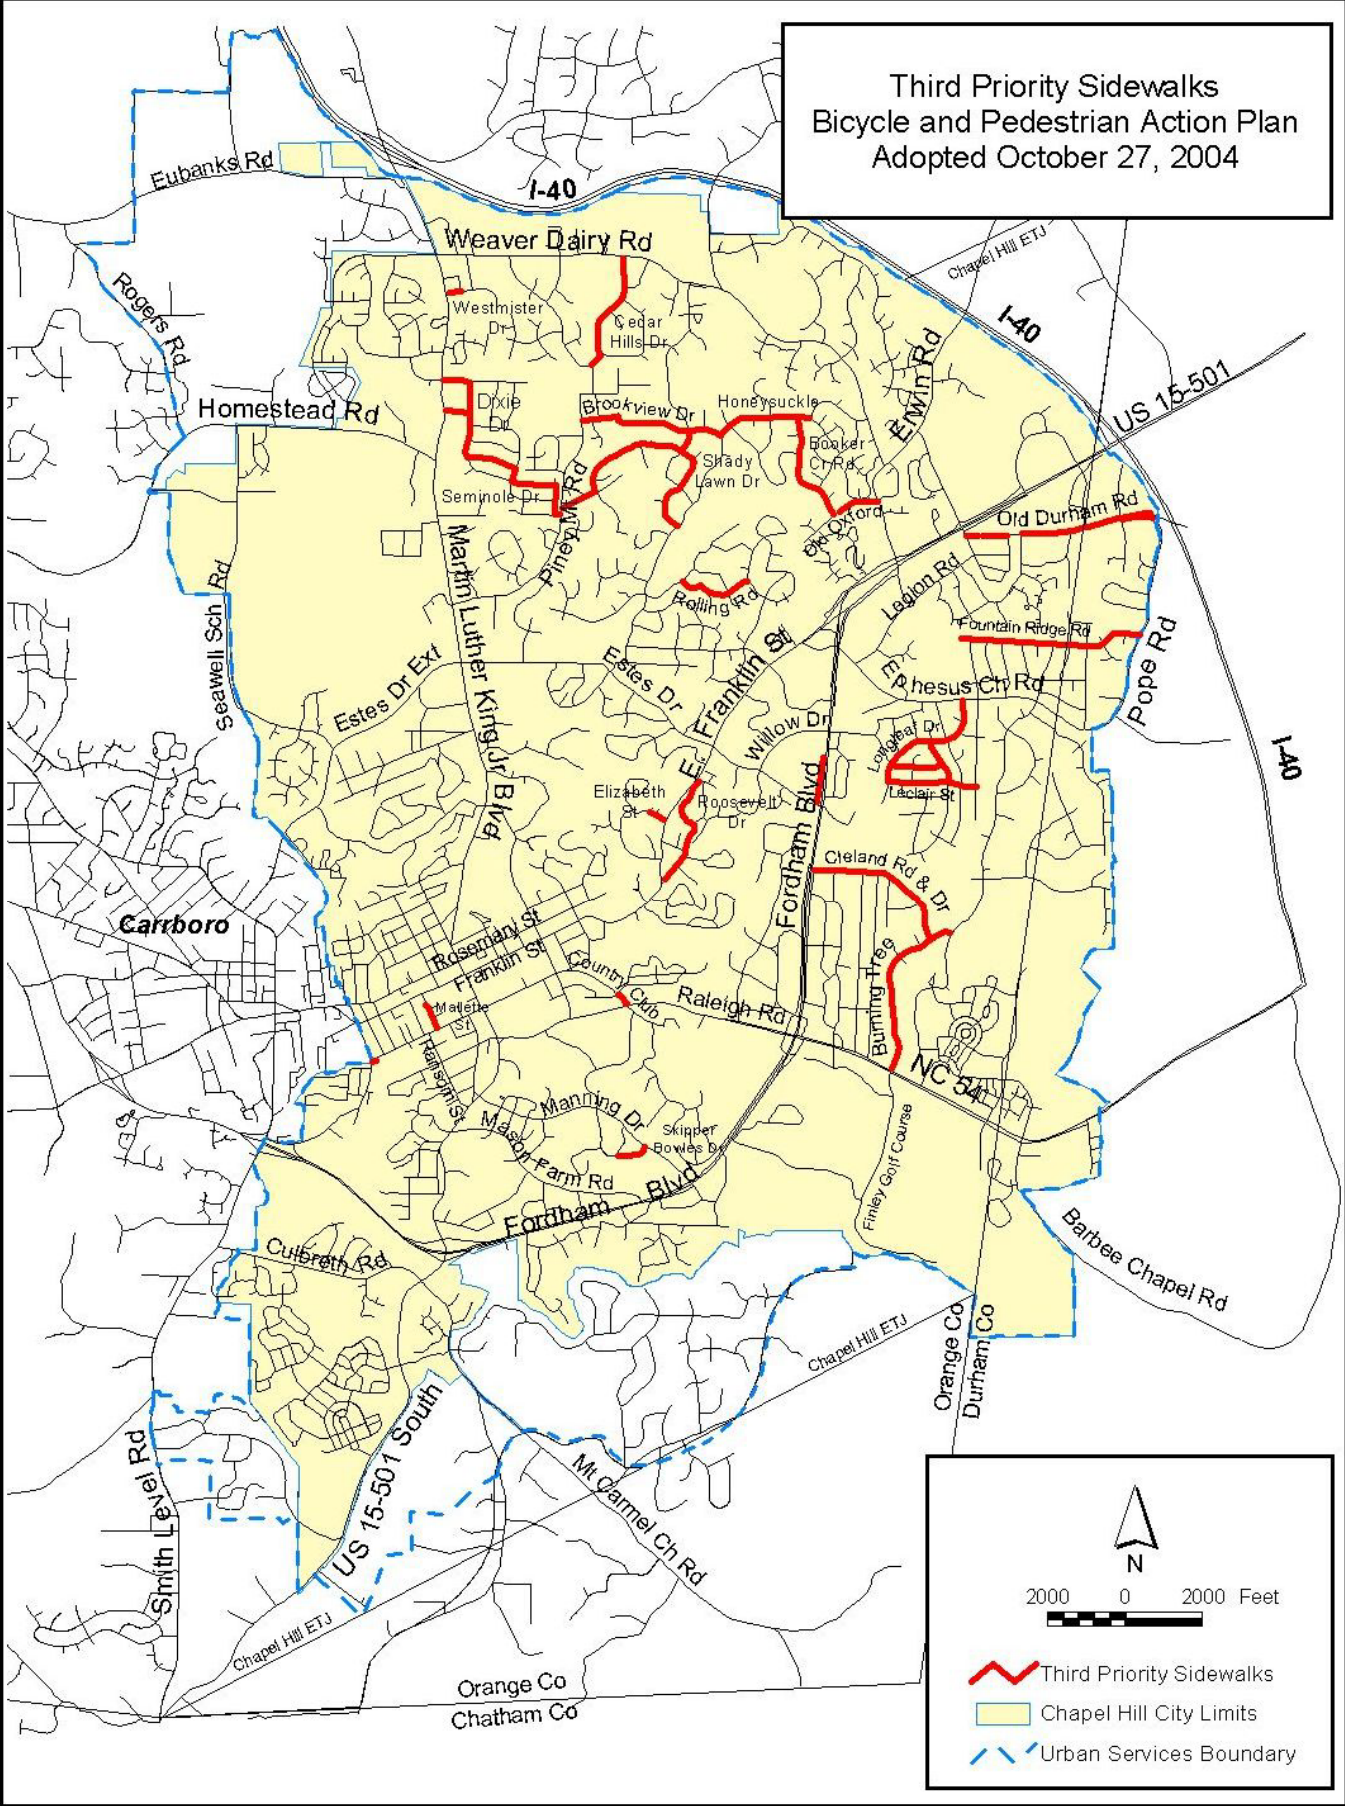 Third Priority Sidewalks
Bicycle and Pedestrian Action Plan
Adopted October 27, 2004
Eubanks Rd
I-40
Weaver Dairy Rd
Chapel Hill ETJ
Rogers Rd
Westmister
Dr
Cedar
Hills Dr
I-40
Erwin Rd
US 15-501
Homestead Rd
Dixie
Dr
Brookview Dr
Honeysuckle
Booker
Cr Rd
Shady
Lawn Dr
Seminole Dr
Piney Mt Rd
Old Oxford
Old Durham Rd
Legion Rd
Martin Luther King Jr Blvd
Seawell Sch Rd
Rolling Rd
Fountain Ridge Rd
Pope Rd
Estes Dr Ext
Estes Dr
E. Franklin St
Ephesus Ch Rd
Willow Dr
Longleaf Dr
I-40
Elizabeth
St
Roosevelt
Dr
Leclair St
Fordham Blvd
Cleland Rd & Dr
Carrboro
Rosemary St
Franklin St
Country Club
Raleigh Rd
Burning Tree
Mallette
St
Ransom St
NC 54
Manning Dr
Mason Farm Rd
Skipper
Bowles Dr
Finley Golf Course
Fordham Blvd
Barbee Chapel Rd
Culbreth Rd
Chapel Hill ETJ
Orange Co
Durham Co
US 15-501 South
Smith Level Rd
Mt Carmel Ch Rd
Chapel Hill ETJ
Orange Co
Chatham Co
N
2000 0 2000 Feet
Third Priority Sidewalks
Chapel Hill City Limits
Urban Services Boundary